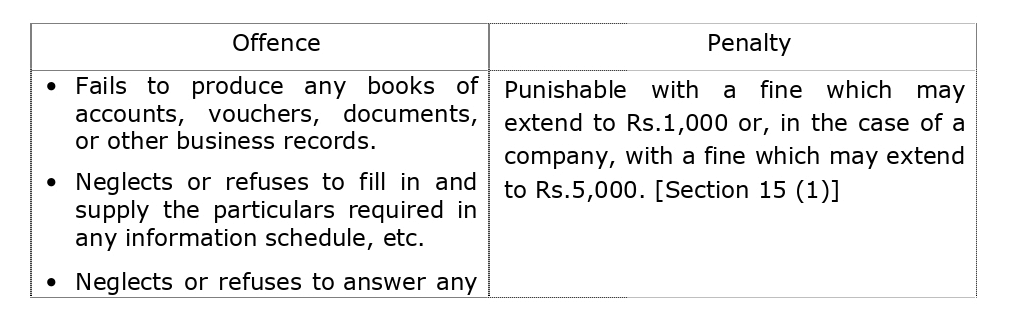 Offence
Penalty
• Fails to produce any books of
accounts, vouchers, documents,
or other business records.
• Neglects or refuses to fill in and
supply the particulars required in
any information schedule, etc.
• Neglects or refuses to answer any
Punishable with a fine which may
extend to Rs.1,000 or, in the case of a
company, with a fine which may extend
to Rs.5,000. [Section 15 (1)]